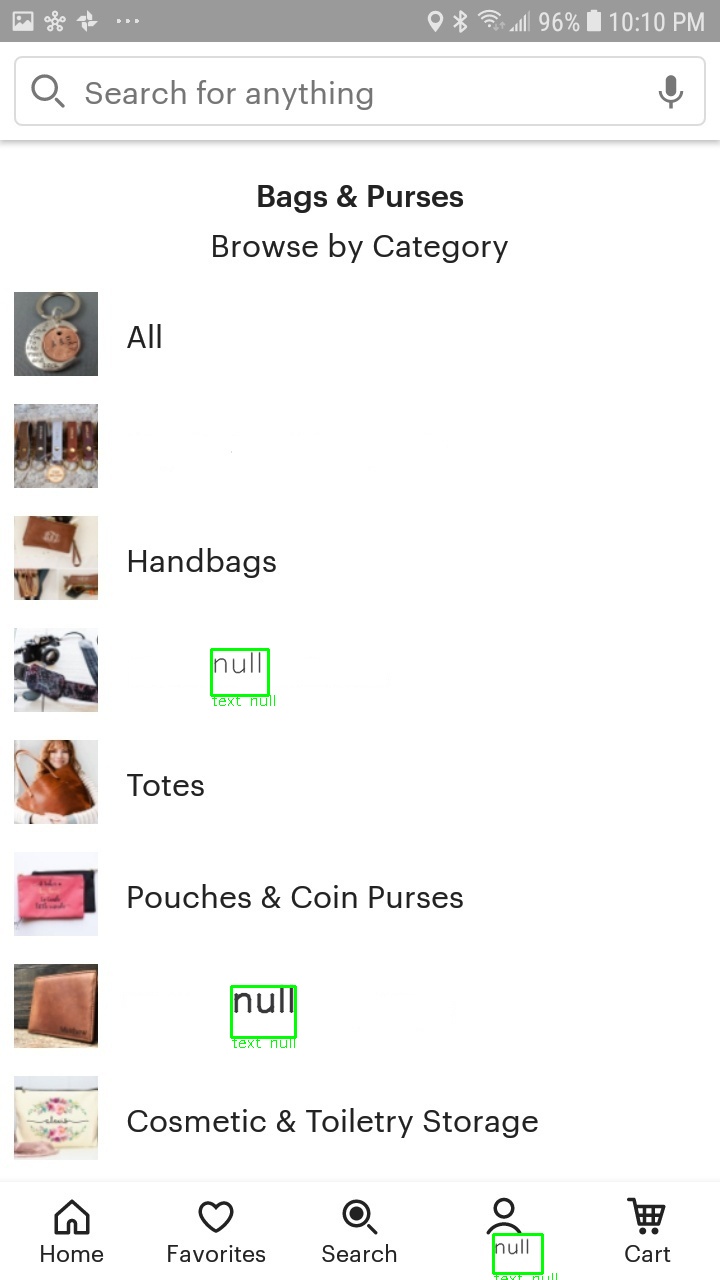 96% 10:10 PM
Search for anything
Bags & Purses
Browse by Category
All
Handbags
null
text null
Totes
Pouches & Coin Purses
null
text null
Cosmetic & Toiletry Storage
Home
Favorites
Search
null
text null
Cart